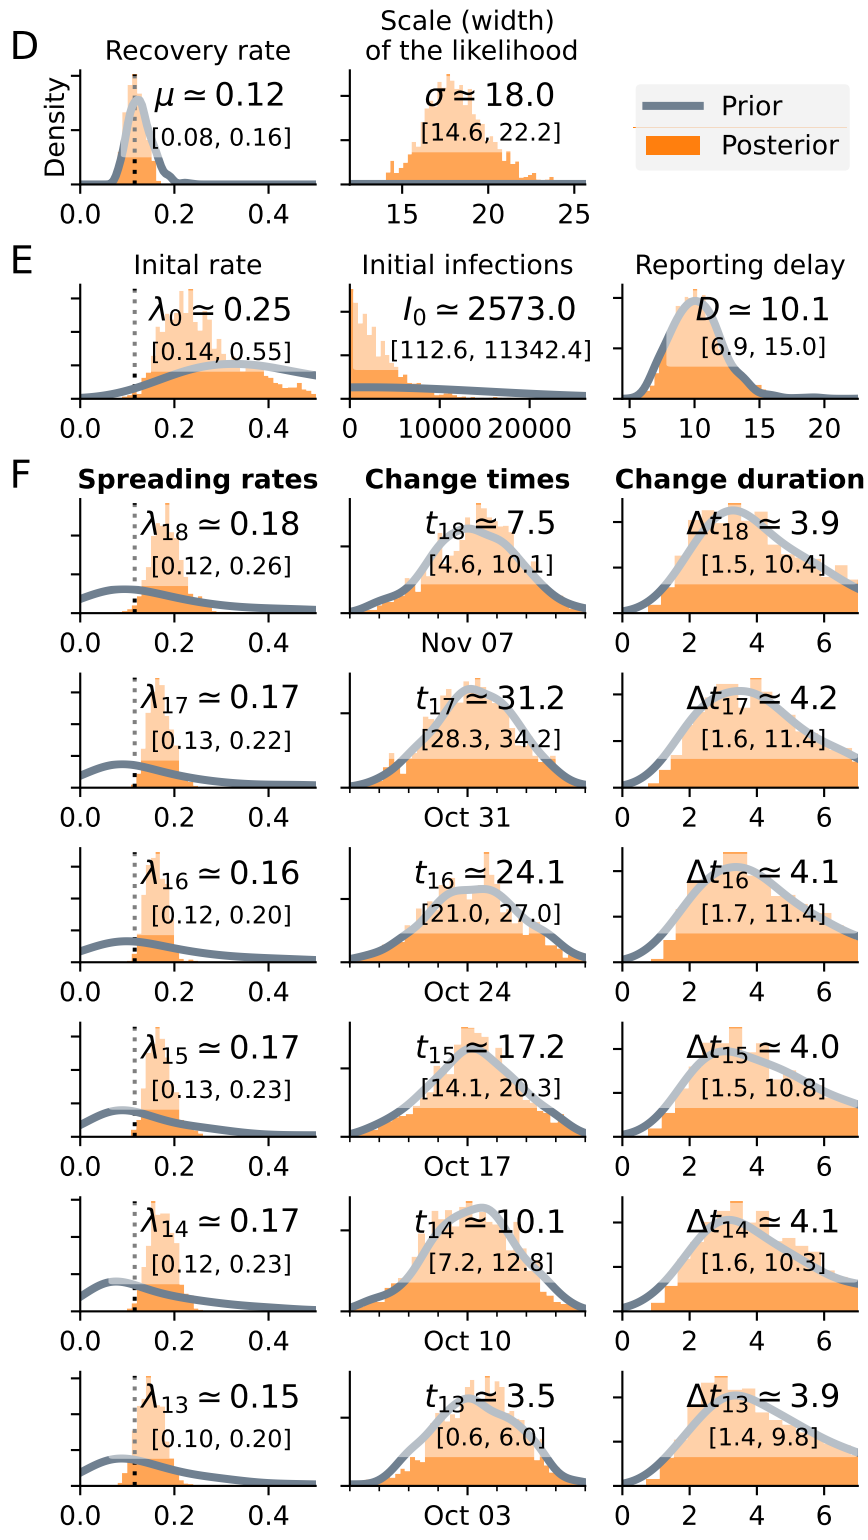 D
Recovery rate
Scale (width)
of the likelihood
Density
μ ≃ 0.12
[0.08, 0.16]
σ ≃ 18.0
[14.6, 22.2]
Prior
Posterior
0.0 0.2 0.4
15 20 25
E
Inital rate
Initial infections
Reporting delay
λ0 ≃ 0.25
[0.14, 0.55]
I0 ≃ 2573.0
[112.6, 11342.4]
D ≃ 10.1
[6.9, 15.0]
0.0 0.2 0.4
0 10000 20000
5 10 15 20
F
Spreading rates
Change times
Change duration
λ18 ≃ 0.18
[0.12, 0.26]
t18 ≃ 7.5
[4.6, 10.1]
Δt18 ≃ 3.9
[1.5, 10.4]
0.0 0.2 0.4
Nov 07
0 2 4 6
λ17 ≃ 0.17
[0.13, 0.22]
t17 ≃ 31.2
[28.3, 34.2]
Δt17 ≃ 4.2
[1.6, 11.4]
0.0 0.2 0.4
Oct 31
0 2 4 6
λ16 ≃ 0.16
[0.12, 0.20]
t16 ≃ 24.1
[21.0, 27.0]
Δt16 ≃ 4.1
[1.7, 11.4]
0.0 0.2 0.4
Oct 24
0 2 4 6
λ15 ≃ 0.17
[0.13, 0.23]
t15 ≃ 17.2
[14.1, 20.3]
Δt15 ≃ 4.0
[1.5, 10.8]
0.0 0.2 0.4
Oct 17
0 2 4 6
λ14 ≃ 0.17
[0.12, 0.23]
t14 ≃ 10.1
[7.2, 12.8]
Δt14 ≃ 4.1
[1.6, 10.3]
0.0 0.2 0.4
Oct 10
0 2 4 6
λ13 ≃ 0.15
[0.10, 0.20]
t13 ≃ 3.5
[0.6, 6.0]
Δt13 ≃ 3.9
[1.4, 9.8]
0.0 0.2 0.4
Oct 03
0 2 4 6